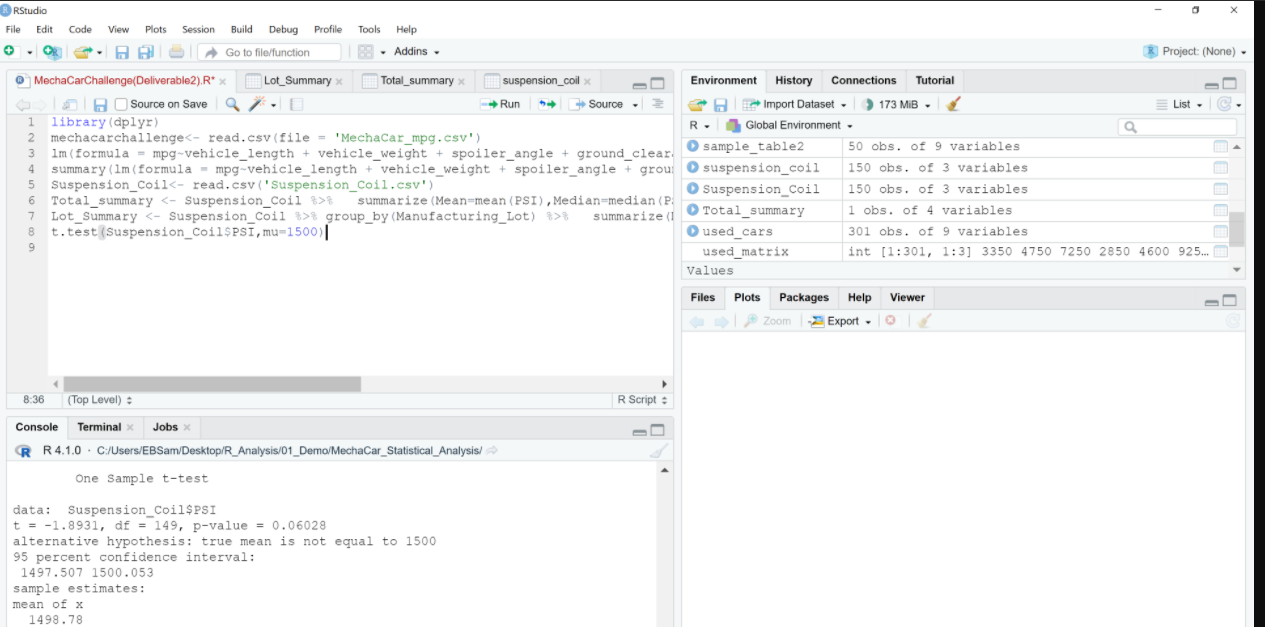 RStudio
File Edit Code View Plots Session Build Debug Profile Tools Help
Go to file/function Addins Project: (None)
MechaCarChallenge(Deliverable2).R* Lot_Summary Total_summary suspension_coil
Source on Save Run Source
1 library(dplyr)
2 mechacarchallenge<- read.csv(file = 'MechaCar_mpg.csv')
3 lm(formula = mpg~vehicle_length + vehicle_weight + spoiler_angle + ground_clear
4 summary(lm(formula = mpg~vehicle_length + vehicle_weight + spoiler_angle + grou
5 Suspension_Coil<- read.csv('Suspension_Coil.csv')
6 Total_summary <- Suspension_Coil %>% summarize(Mean=mean(PSI),Median=median(P
7 Lot_Summary <- Suspension_Coil %>% group_by(Manufacturing_Lot) %>% summarize(
8 t.test(Suspension_Coil$PSI,mu=1500)
9
8:36 (Top Level) R Script
Console Terminal Jobs
R 4.1.0 · C:/Users/EBSam/Desktop/R_Analysis/01_Demo/MechaCar_Statistical_Analysis/
One Sample t-test
data: Suspension_Coil$PSI
t = -1.8931, df = 149, p-value = 0.06028
alternative hypothesis: true mean is not equal to 1500
95 percent confidence interval:
1497.507 1500.053
sample estimates:
mean of x
1498.78
Environment History Connections Tutorial
Import Dataset 173 MiB List
R Global Environment
sample_table2 50 obs. of 9 variables
suspension_coil 150 obs. of 3 variables
Suspension_Coil 150 obs. of 3 variables
Total_summary 1 obs. of 4 variables
used_cars 301 obs. of 9 variables
used_matrix int [1:301, 1:3] 3350 4750 7250 2850 4600 925…
Values
Files Plots Packages Help Viewer
Zoom Export